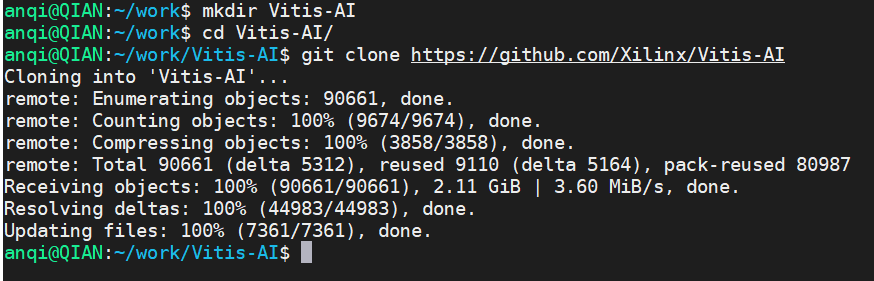 anqi@QIAN:~/work$ mkdir Vitis-AI
anqi@QIAN:~/work$ cd Vitis-AI/
anqi@QIAN:~/work/Vitis-AI$ git clone https://github.com/Xilinx/Vitis-AI
Cloning into 'Vitis-AI'...
remote: Enumerating objects: 90661, done.
remote: Counting objects: 100% (9674/9674), done.
remote: Compressing objects: 100% (3858/3858), done.
remote: Total 90661 (delta 5312), reused 9110 (delta 5164), pack-reused 80987
Receiving objects: 100% (90661/90661), 2.11 GiB | 3.60 MiB/s, done.
Resolving deltas: 100% (44983/44983), done.
Updating files: 100% (7361/7361), done.
anqi@QIAN:~/work/Vitis-AI$